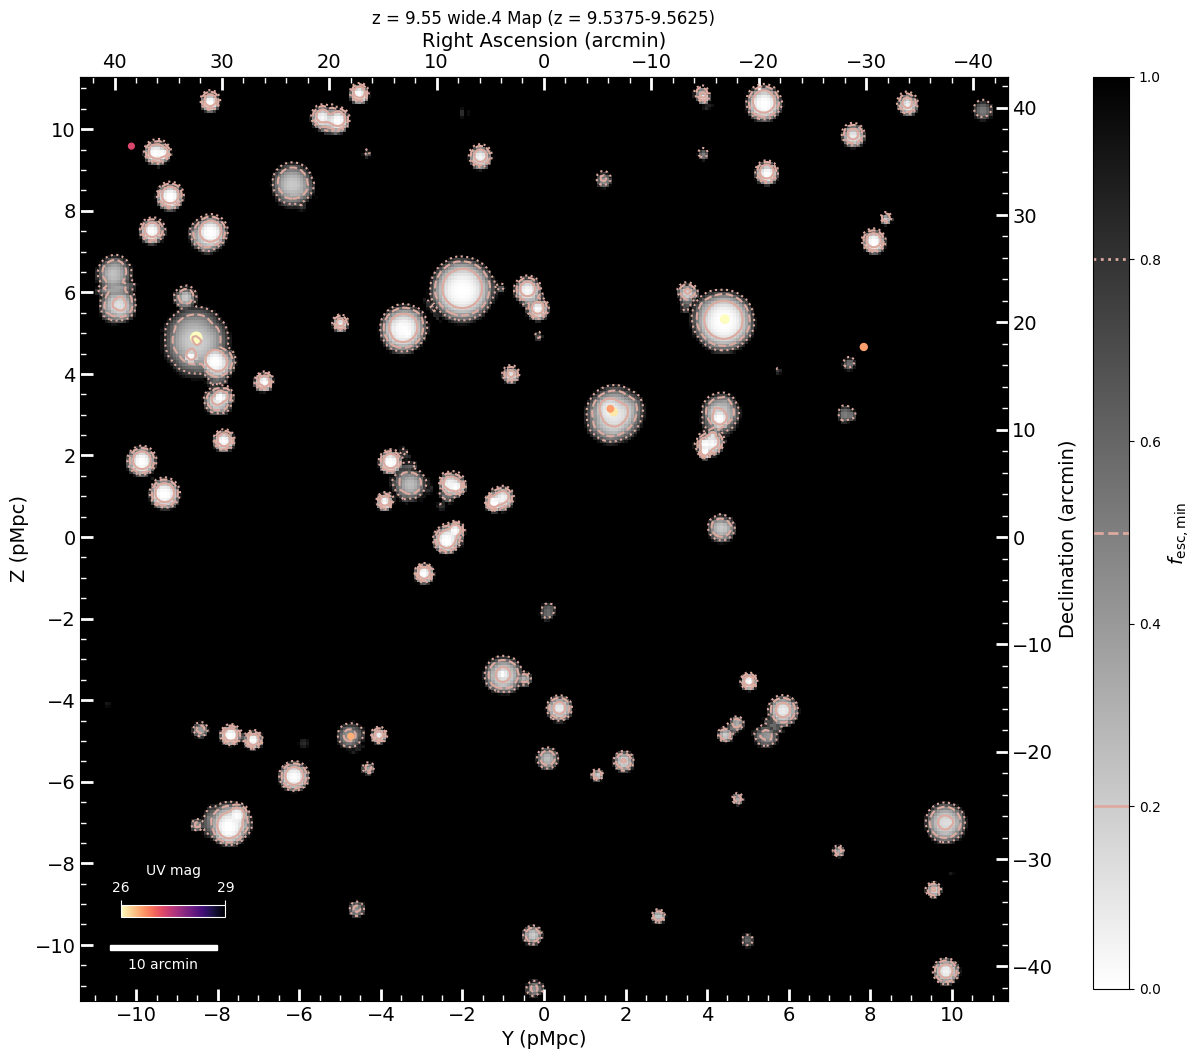 z = 9.55 wide.4 Map (z = 9.5375-9.5625)
Right Ascension (arcmin)
40 30 20 10 0 −10 −20 −30 −40
10
8
6
4
2
0
−2
−4
−6
−8
−10
Z (pMpc)
UV mag
26 29
10 arcmin
−10 −8 −6 −4 −2 0 2 4 6 8 10
Y (pMpc)
40
30
20
10
0
−10
−20
−30
−40
Declination (arcmin)
1.0
0.8
0.6
0.4
0.2
0.0
f_esc,min